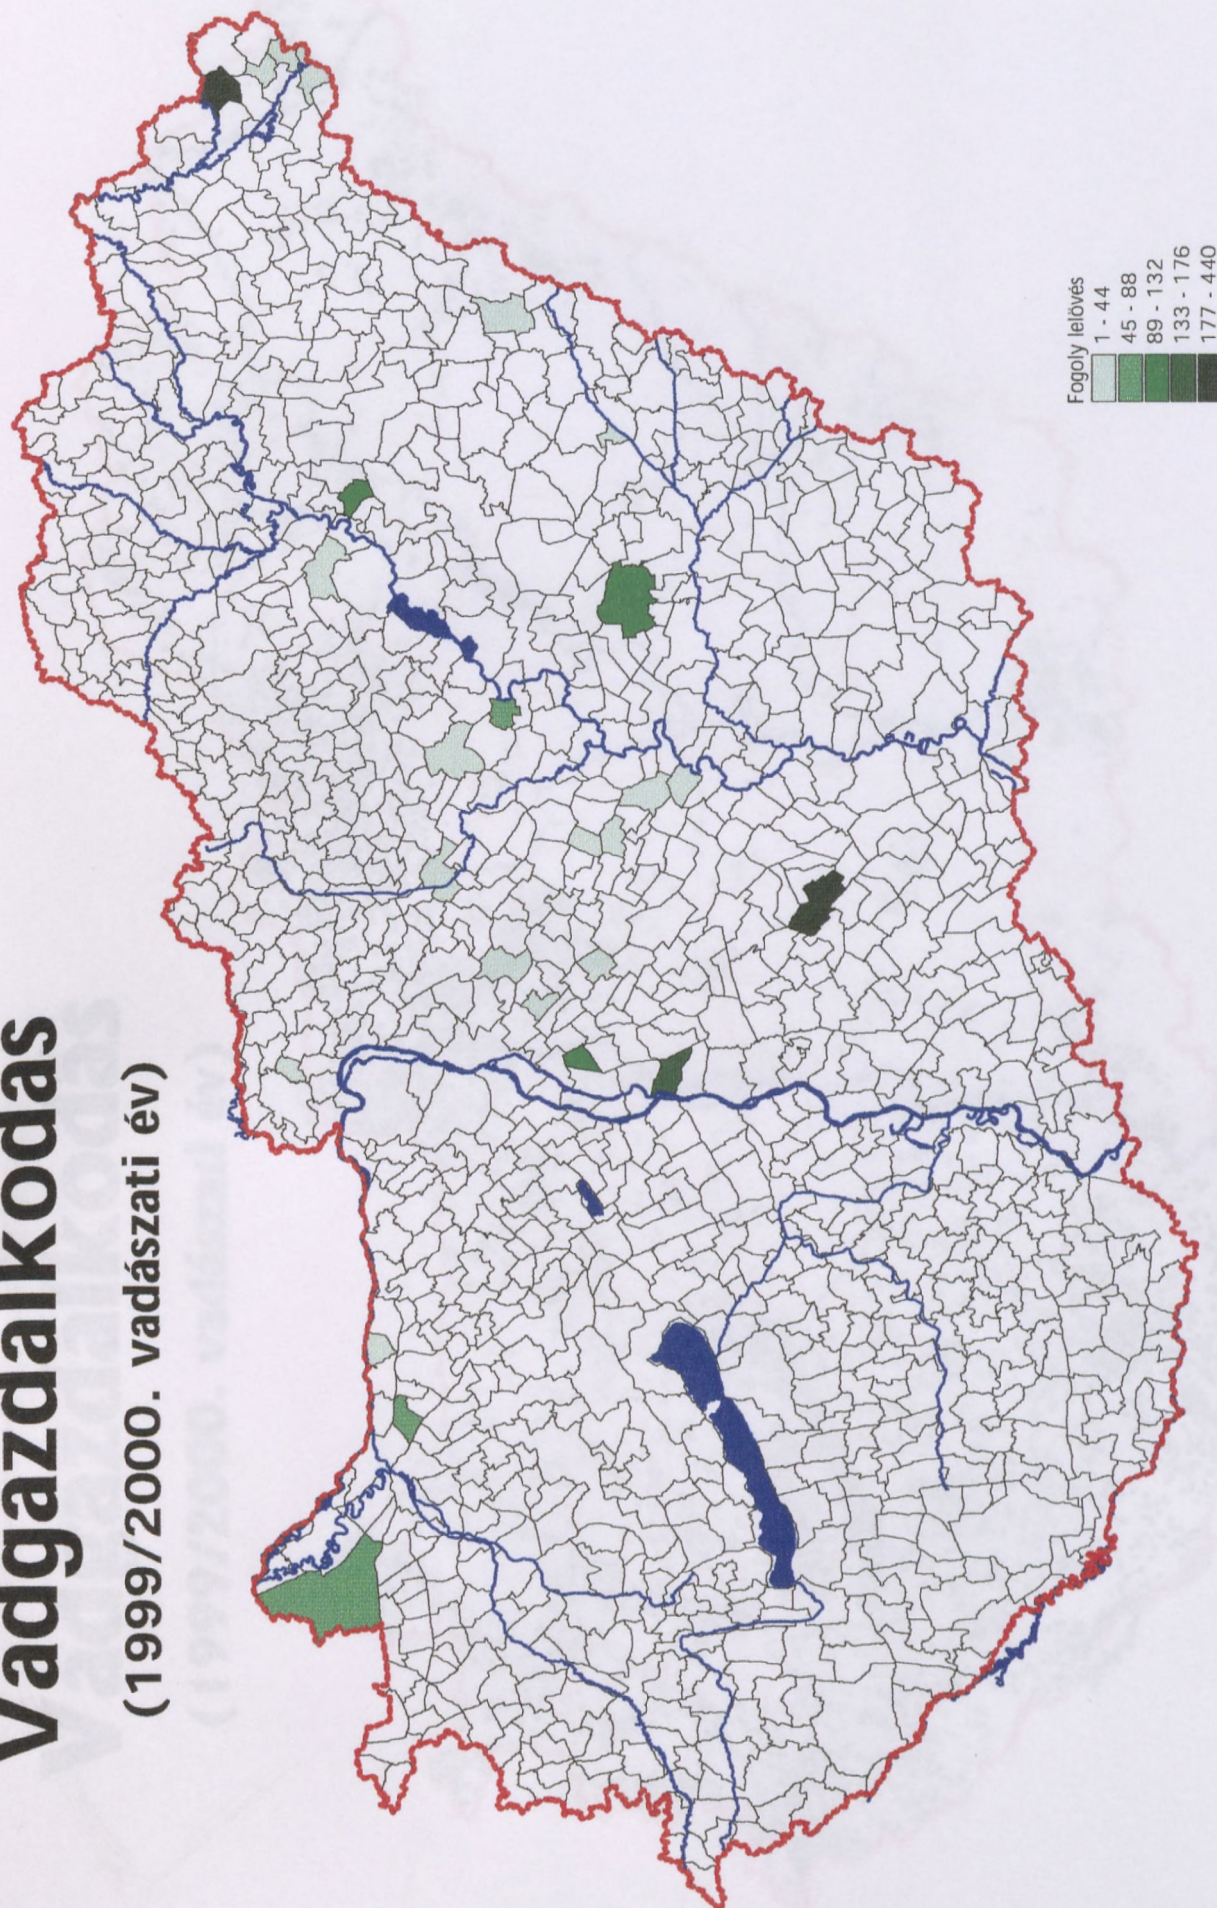 Vadgazdálkodás
(1999/2000. vadászati év)
Fogoly lelövés
1 - 44
45 - 88
89 - 132
133 - 176
177 - 440